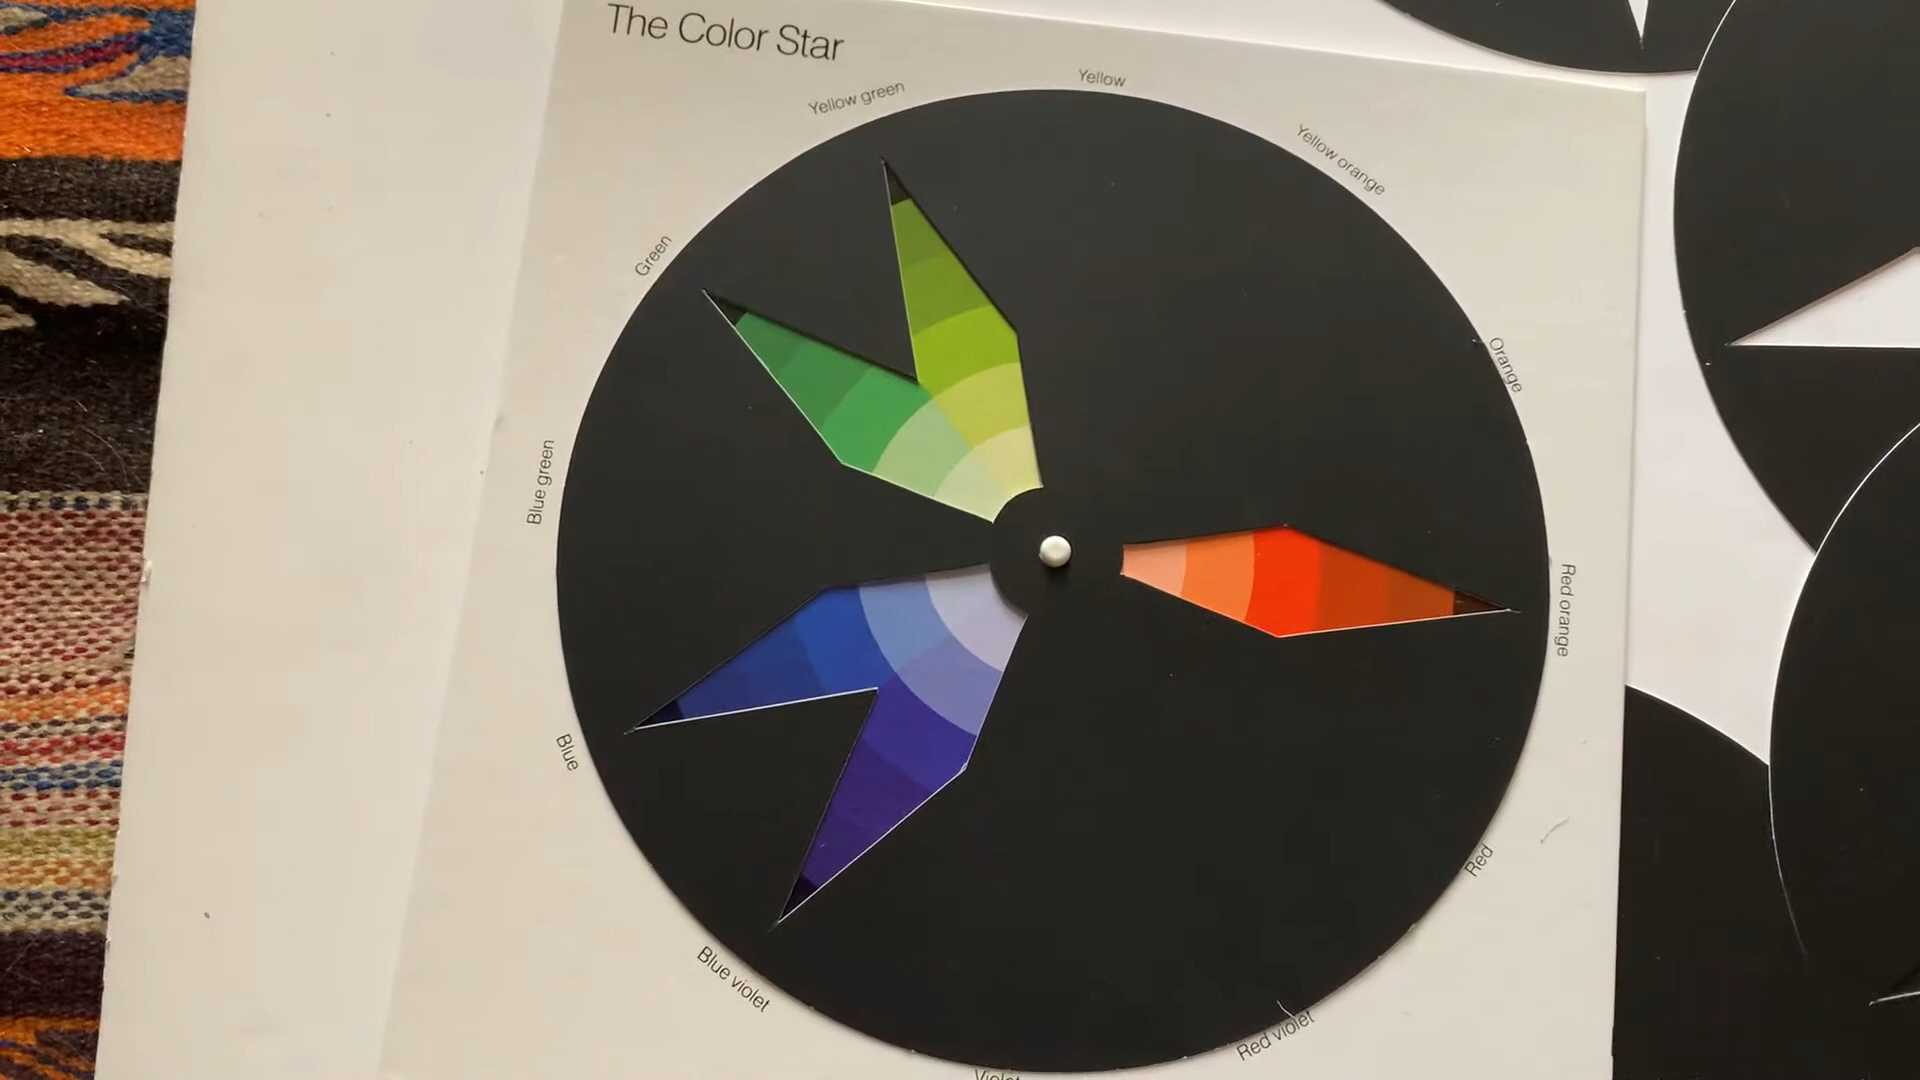 The Color Star
Yellow
Yellow green
Yellow orange
Green
Orange
Blue green
Red orange
Blue
Red
Blue violet
Red violet
Violet